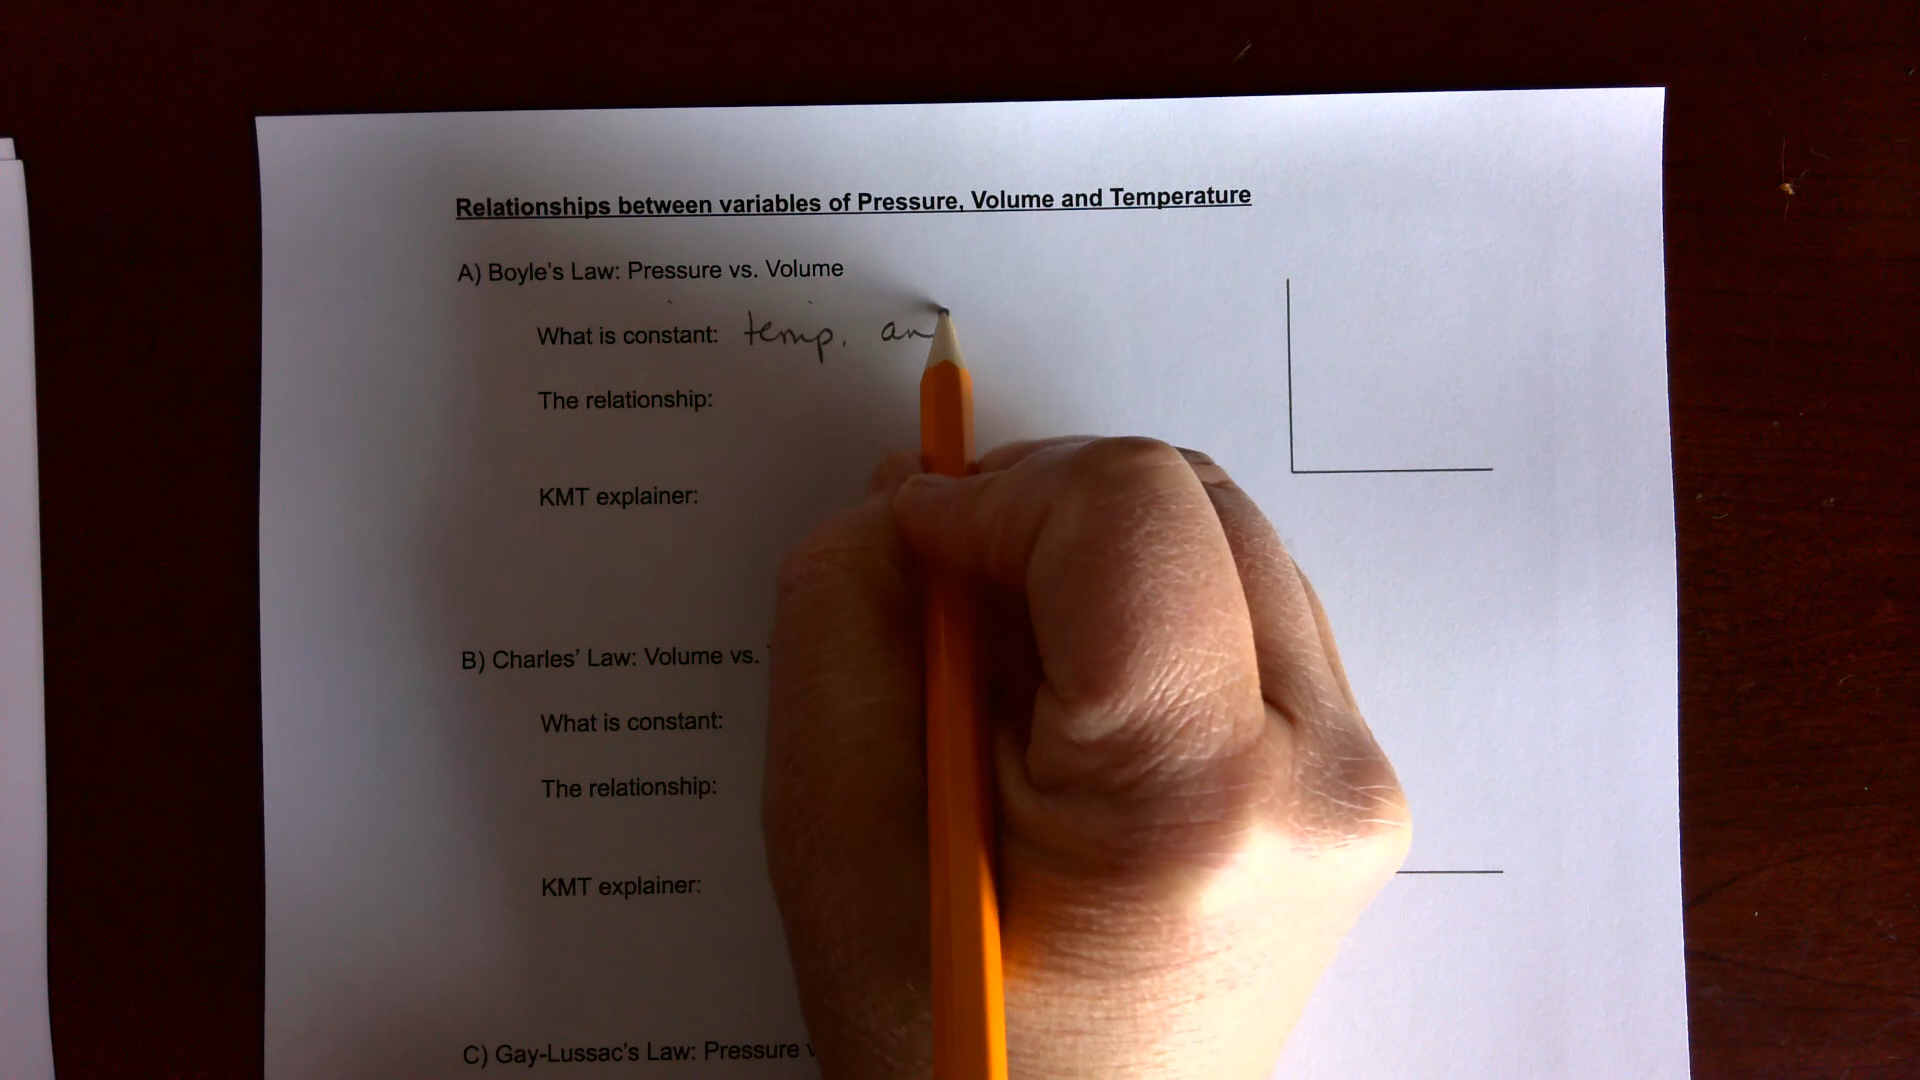 Relationships between variables of Pressure, Volume and Temperature
A) Boyle's Law: Pressure vs. Volume
What is constant: temp. an
The relationship:
KMT explainer:
B) Charles' Law: Volume vs.
What is constant:
The relationship:
KMT explainer:
C) Gay-Lussac's Law: Pressure